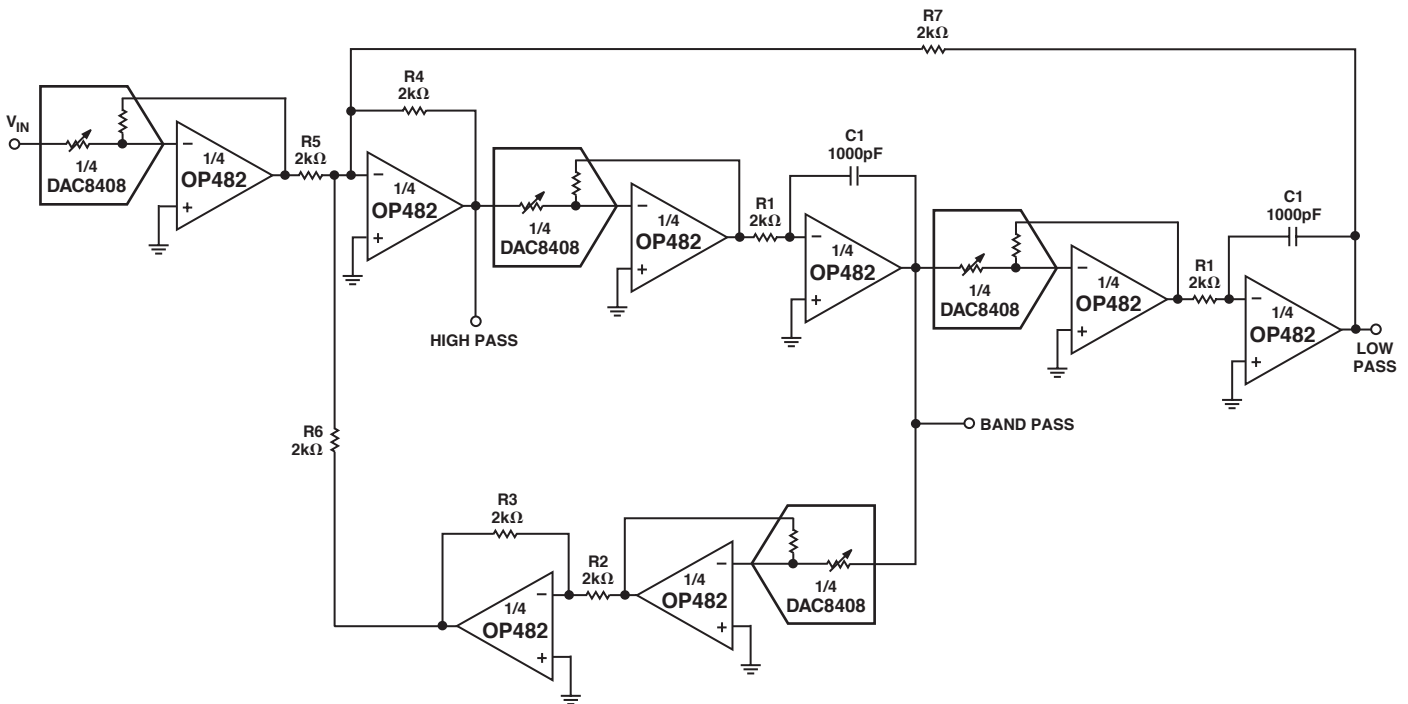 R7
2kΩ
R4
2kΩ
V_IN
1/4
DAC8408
−
+
1/4
OP482
R5
2kΩ
−
+
1/4
OP482
HIGH PASS
1/4
DAC8408
−
+
1/4
OP482
R1
2kΩ
C1
1000pF
−
+
1/4
OP482
1/4
DAC8408
−
+
1/4
OP482
R1
2kΩ
C1
1000pF
−
+
1/4
OP482
LOW
PASS
BAND PASS
R6
2kΩ
R3
2kΩ
−
+
1/4
OP482
R2
2kΩ
−
+
1/4
OP482
1/4
DAC8408